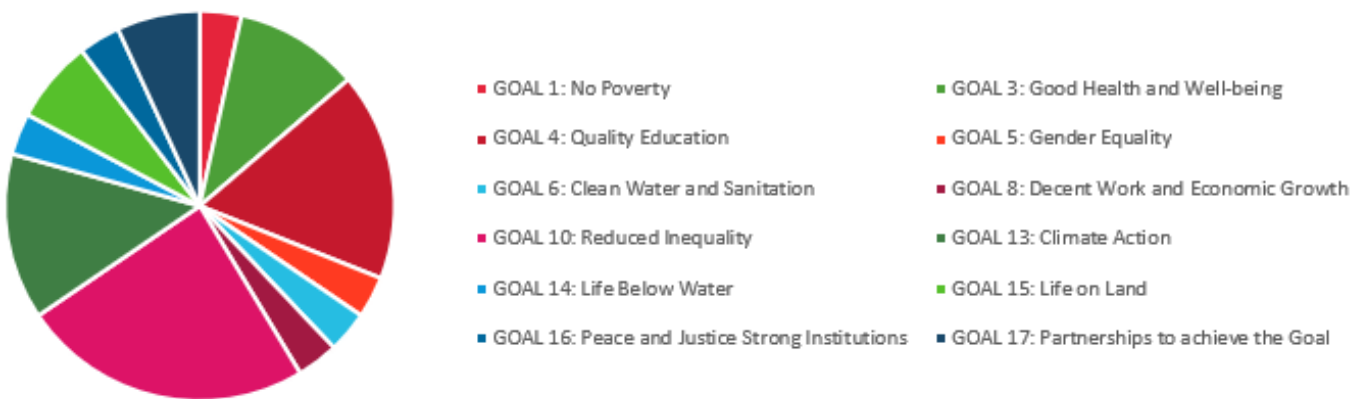 GOAL 1: No Poverty
GOAL 3: Good Health and Well-being
GOAL 4: Quality Education
GOAL 5: Gender Equality
GOAL 6: Clean Water and Sanitation
GOAL 8: Decent Work and Economic Growth
GOAL 10: Reduced Inequality
GOAL 13: Climate Action
GOAL 14: Life Below Water
GOAL 15: Life on Land
GOAL 16: Peace and Justice Strong Institutions
GOAL 17: Partnerships to achieve the Goal